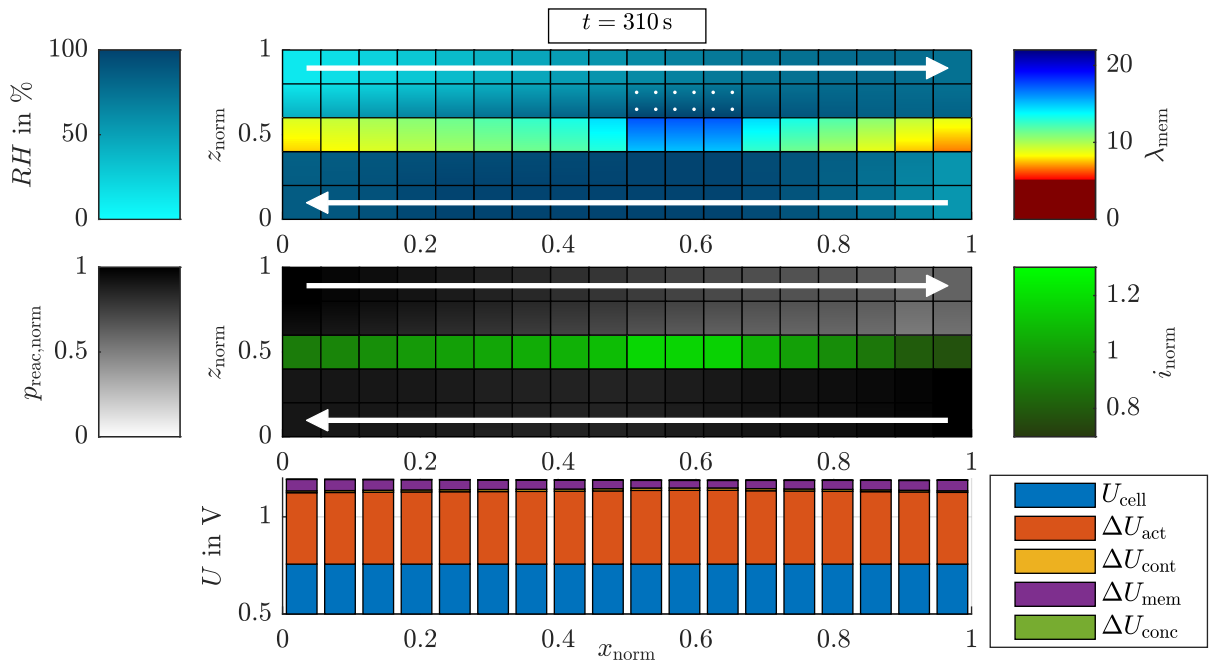 t = 310 s
100
50
0
RH in %
1
0.5
0
z_norm
0 0.2 0.4 0.6 0.8 1
20
10
0
λ_mem
1
0.5
0
p_reac,norm
1
0.5
0
z_norm
0 0.2 0.4 0.6 0.8 1
1.2
1
0.8
i_norm
1
0.5
U in V
0 0.2 0.4 0.6 0.8 1
x_norm
U_cell
ΔU_act
ΔU_cont
ΔU_mem
ΔU_conc